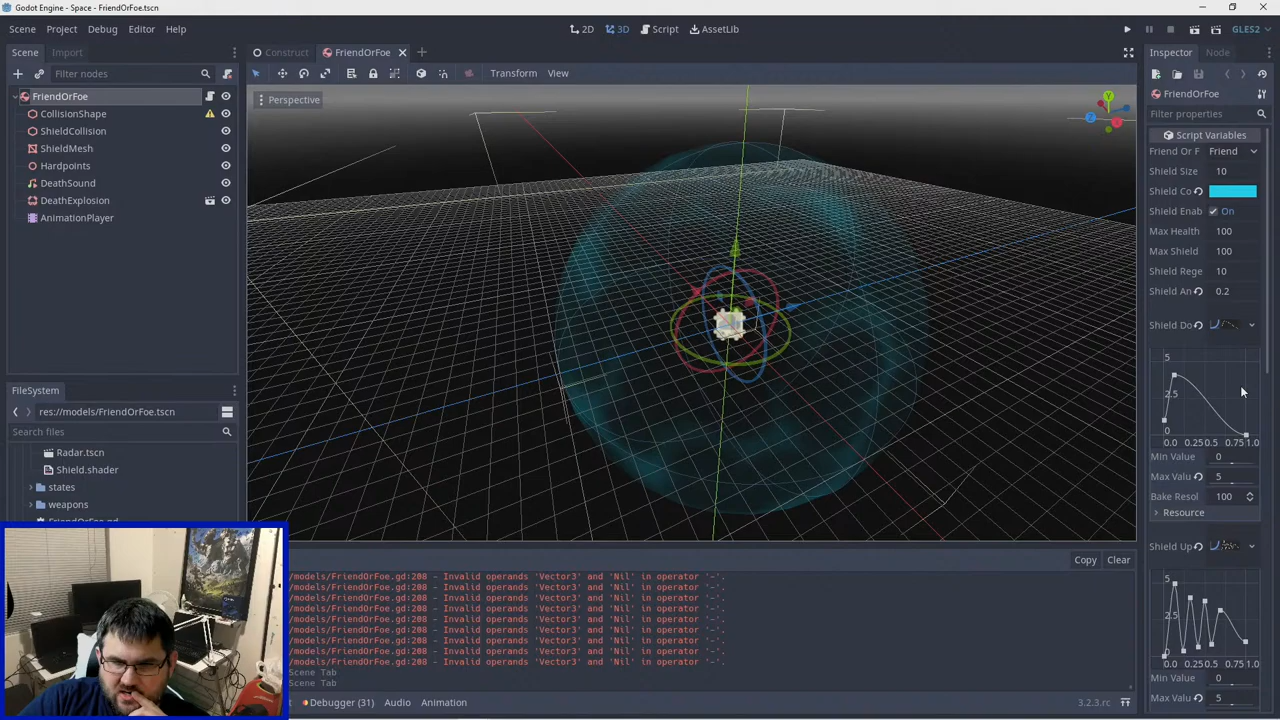 Godot Engine - Space - FriendOrFoe.tscn
Scene Project Debug Editor Help
2D 3D Script AssetLib
GLES2
Scene Import
Construct FriendOrFoe
Inspector Node
Filter nodes
Transform View
FriendOrFoe
CollisionShape
ShieldCollision
ShieldMesh
Hardpoints
DeathSound
DeathExplosion
AnimationPlayer
Perspective
Y
Z
FriendOrFoe
Filter properties
Script Variables
Friend Or F Friend
Shield Size 10
Shield Co
Shield Enab On
Max Health 100
Max Shield 100
Shield Rege 10
Shield An 0.2
Shield Do
5
2.5
0
0.0 0.25 0.5 0.75 1.0
Min Value 0
Max Valu 5
Bake Resol 100
Resource
Shield Up
5
2.5
0
0.0 0.25 0.5 0.75 1.0
Min Value 0
Max Valu 5
FileSystem
res://models/FriendOrFoe.tscn
Search files
Radar.tscn
Shield.shader
states
weapons
FriendOrFoe.gd
Copy Clear
/models/FriendOrFoe.gd:208 - Invalid operands 'Vector3' and 'Nil' in operator '-'.
/models/FriendOrFoe.gd:208 - Invalid operands 'Vector3' and 'Nil' in operator '-'.
/models/FriendOrFoe.gd:208 - Invalid operands 'Vector3' and 'Nil' in operator '-'.
/models/FriendOrFoe.gd:208 - Invalid operands 'Vector3' and 'Nil' in operator '-'.
/models/FriendOrFoe.gd:208 - Invalid operands 'Vector3' and 'Nil' in operator '-'.
/models/FriendOrFoe.gd:208 - Invalid operands 'Vector3' and 'Nil' in operator '-'.
/models/FriendOrFoe.gd:208 - Invalid operands 'Vector3' and 'Nil' in operator '-'.
/models/FriendOrFoe.gd:208 - Invalid operands 'Vector3' and 'Nil' in operator '-'.
/models/FriendOrFoe.gd:208 - Invalid operands 'Vector3' and 'Nil' in operator '-'.
Scene Tab
Scene Tab
Debugger (31) Audio Animation
3.2.3.rc